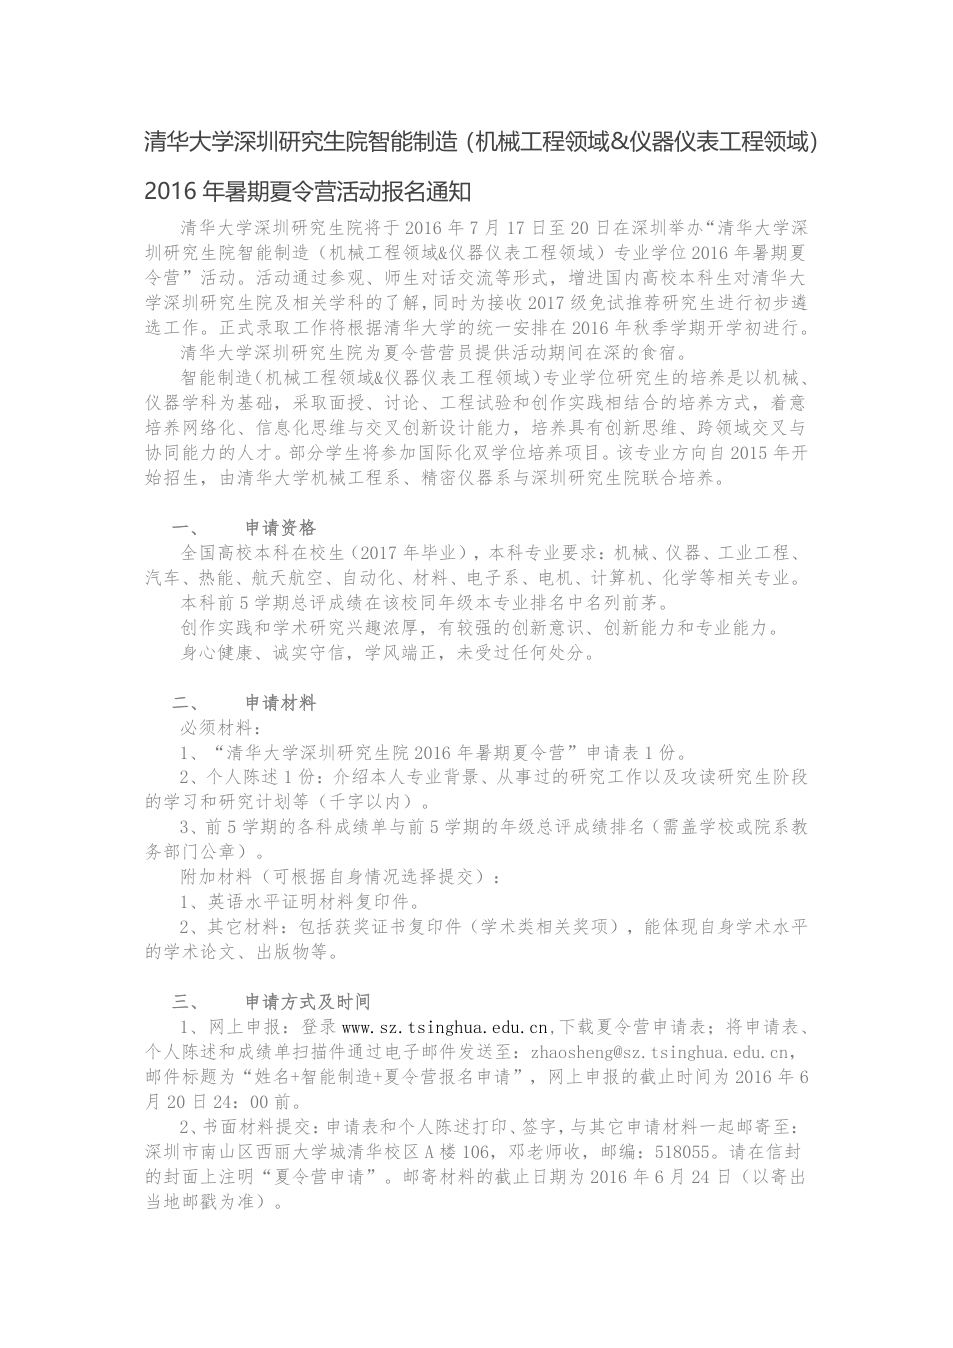 清华大学深圳研究生院智能制造（机械工程领域&仪器仪表工程领域）
2016 年暑期夏令营活动报名通知
清华大学深圳研究生院将于 2016 年 7 月 17 日至 20 日在深圳举办“清华大学深
圳研究生院智能制造（机械工程领域&仪器仪表工程领域）专业学位 2016 年暑期夏
令营”活动。活动通过参观、师生对话交流等形式，增进国内高校本科生对清华大
学深圳研究生院及相关学科的了解，同时为接收 2017 级免试推荐研究生进行初步遴
选工作。正式录取工作将根据清华大学的统一安排在 2016 年秋季学期开学初进行。
清华大学深圳研究生院为夏令营营员提供活动期间在深的食宿。
智能制造（机械工程领域&仪器仪表工程领域）专业学位研究生的培养是以机械、
仪器学科为基础，采取面授、讨论、工程试验和创作实践相结合的培养方式，着意
培养网络化、信息化思维与交叉创新设计能力，培养具有创新思维、跨领域交叉与
协同能力的人才。部分学生将参加国际化双学位培养项目。该专业方向自 2015 年开
始招生，由清华大学机械工程系、精密仪器系与深圳研究生院联合培养。
一、 申请资格
全国高校本科在校生（2017 年毕业），本科专业要求：机械、仪器、工业工程、
汽车、热能、航天航空、自动化、材料、电子系、电机、计算机、化学等相关专业。
本科前 5 学期总评成绩在该校同年级本专业排名中名列前茅。
创作实践和学术研究兴趣浓厚，有较强的创新意识、创新能力和专业能力。
身心健康、诚实守信，学风端正，未受过任何处分。
二、 申请材料
必须材料：
1、“清华大学深圳研究生院 2016 年暑期夏令营”申请表 1 份。
2、个人陈述 1 份：介绍本人专业背景、从事过的研究工作以及攻读研究生阶段
的学习和研究计划等（千字以内）。
3、前 5 学期的各科成绩单与前 5 学期的年级总评成绩排名（需盖学校或院系教
务部门公章）。
附加材料（可根据自身情况选择提交）：
1、英语水平证明材料复印件。
2、其它材料：包括获奖证书复印件（学术类相关奖项），能体现自身学术水平
的学术论文、出版物等。
三、 申请方式及时间
1、网上申报：登录 www.sz.tsinghua.edu.cn,下载夏令营申请表；将申请表、
个人陈述和成绩单扫描件通过电子邮件发送至：zhaosheng@sz.tsinghua.edu.cn，
邮件标题为“姓名+智能制造+夏令营报名申请”，网上申报的截止时间为 2016 年 6
月 20 日 24：00 前。
2、书面材料提交：申请表和个人陈述打印、签字，与其它申请材料一起邮寄至：
深圳市南山区西丽大学城清华校区 A 楼 106，邓老师收，邮编：518055。请在信封
的封面上注明“夏令营申请”。邮寄材料的截止日期为 2016 年 6 月 24 日（以寄出
当地邮戳为准）。